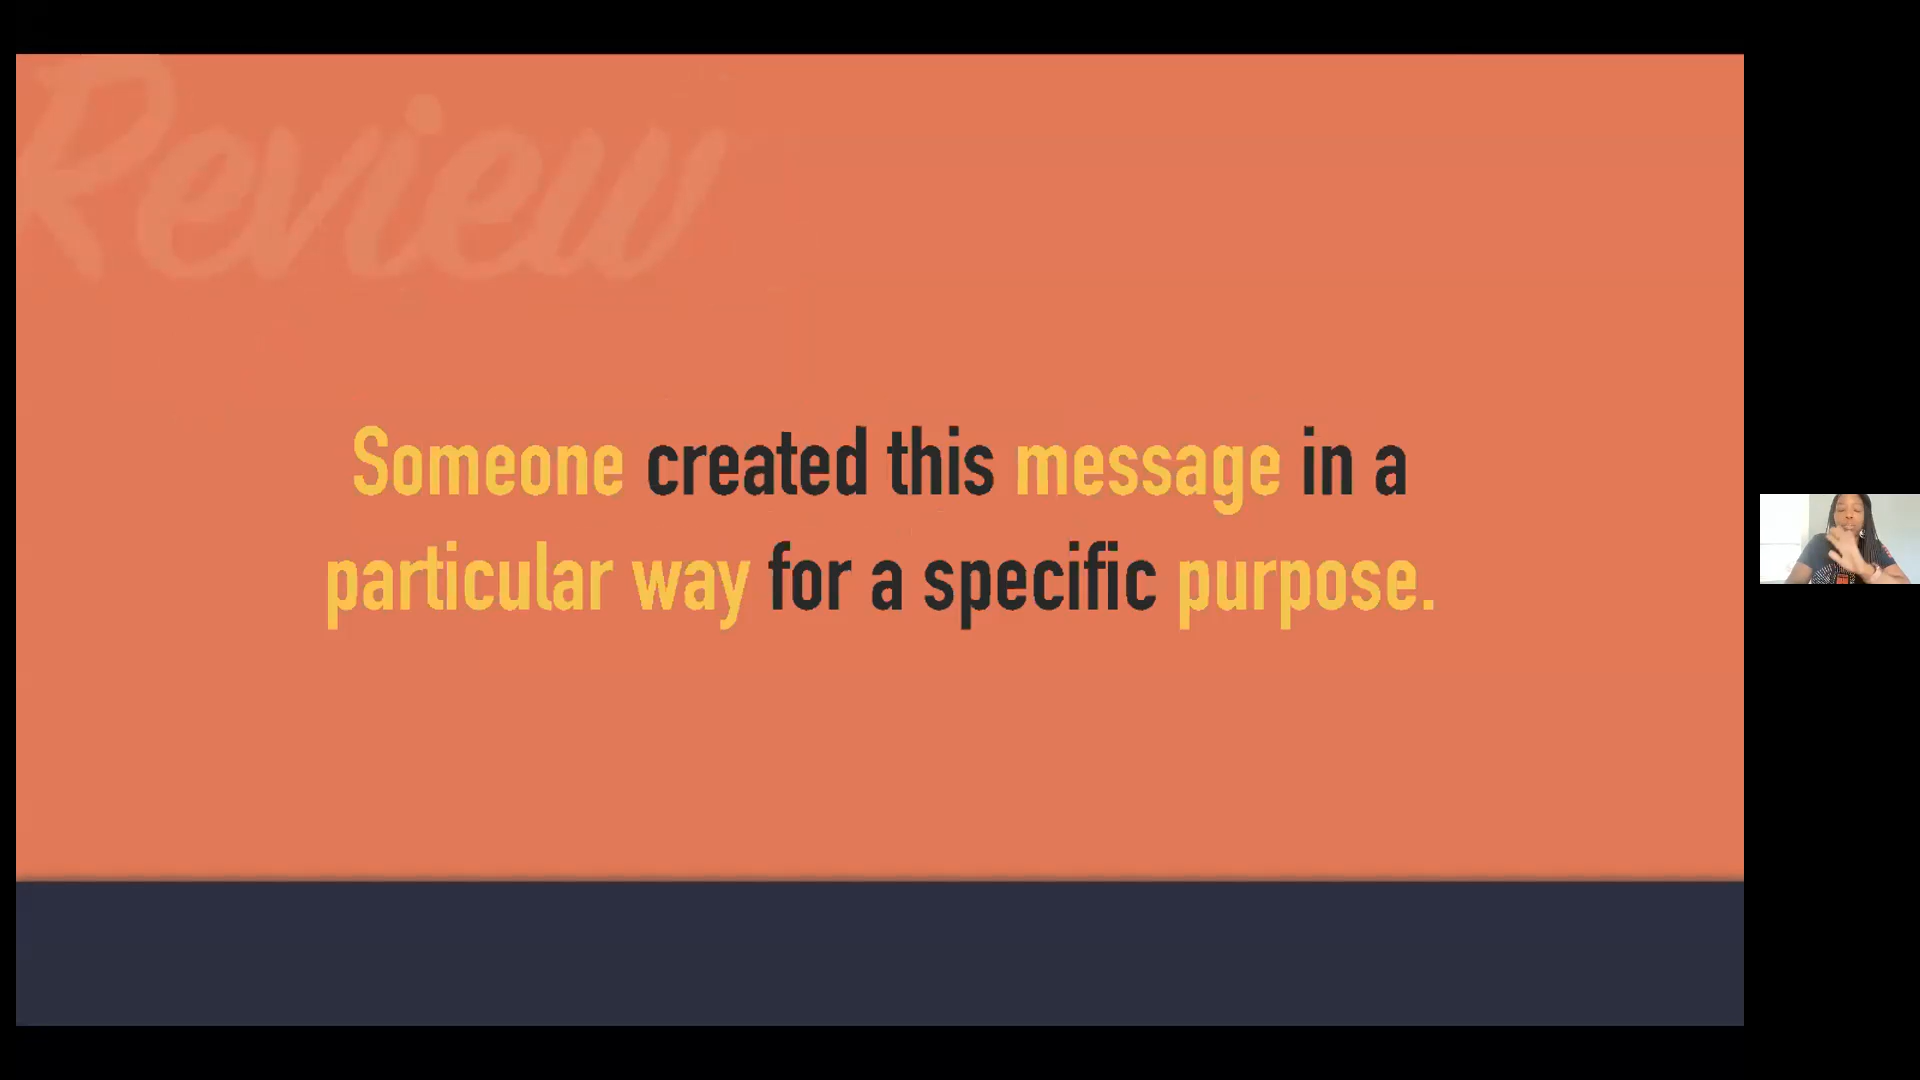 Review
Someone created this message in a
particular way for a specific purpose.